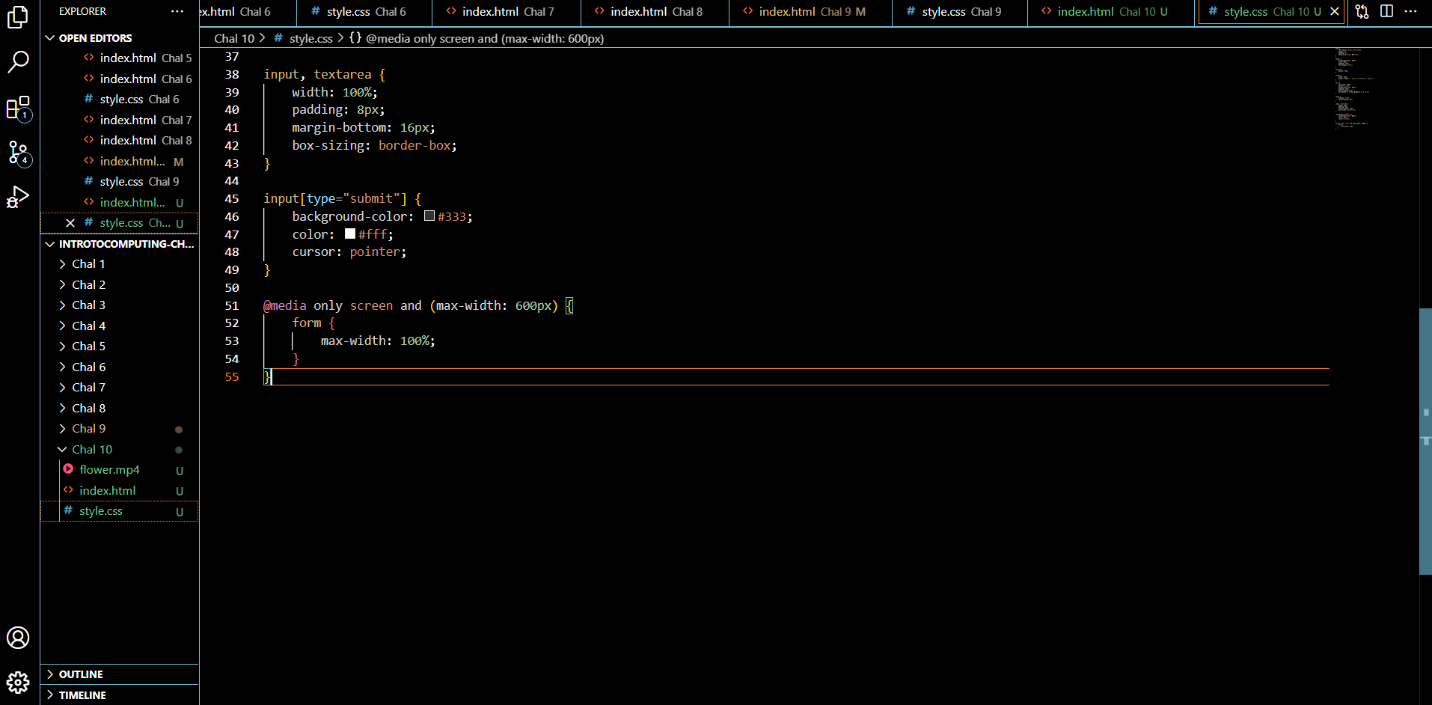 EXPLORER
OPEN EDITORS
index.html Chal 5
index.html Chal 6
style.css Chal 6
index.html Chal 7
index.html Chal 8
index.html... M
style.css Chal 9
index.html... U
style.css Ch... U
INTROTOCOMPUTING-CH...
Chal 1
Chal 2
Chal 3
Chal 4
Chal 5
Chal 6
Chal 7
Chal 8
Chal 9
Chal 10
flower.mp4 U
index.html U
style.css U
OUTLINE
TIMELINE
1
4
x.html Chal 6
# style.css Chal 6
<> index.html Chal 7
<> index.html Chal 8
<> index.html Chal 9 M
# style.css Chal 9
<> index.html Chal 10 U
# style.css Chal 10 U
Chal 10 > # style.css > {} @media only screen and (max-width: 600px)
37
38 input, textarea {
39 width: 100%;
40 padding: 8px;
41 margin-bottom: 16px;
42 box-sizing: border-box;
43 }
44
45 input[type="submit"] {
46 background-color: #333;
47 color: #fff;
48 cursor: pointer;
49 }
50
51 @media only screen and (max-width: 600px) {
52 form {
53 max-width: 100%;
54 }
55 }